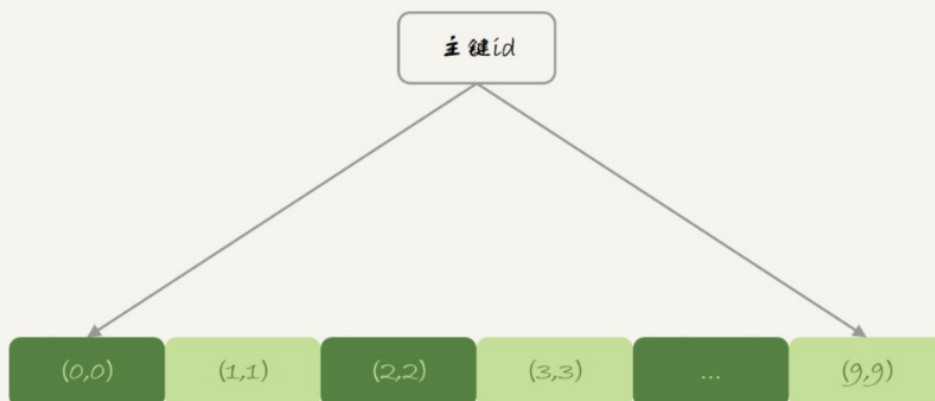 主键id
(0,0) (1,1) (2,2) (3,3) ... (9,9)